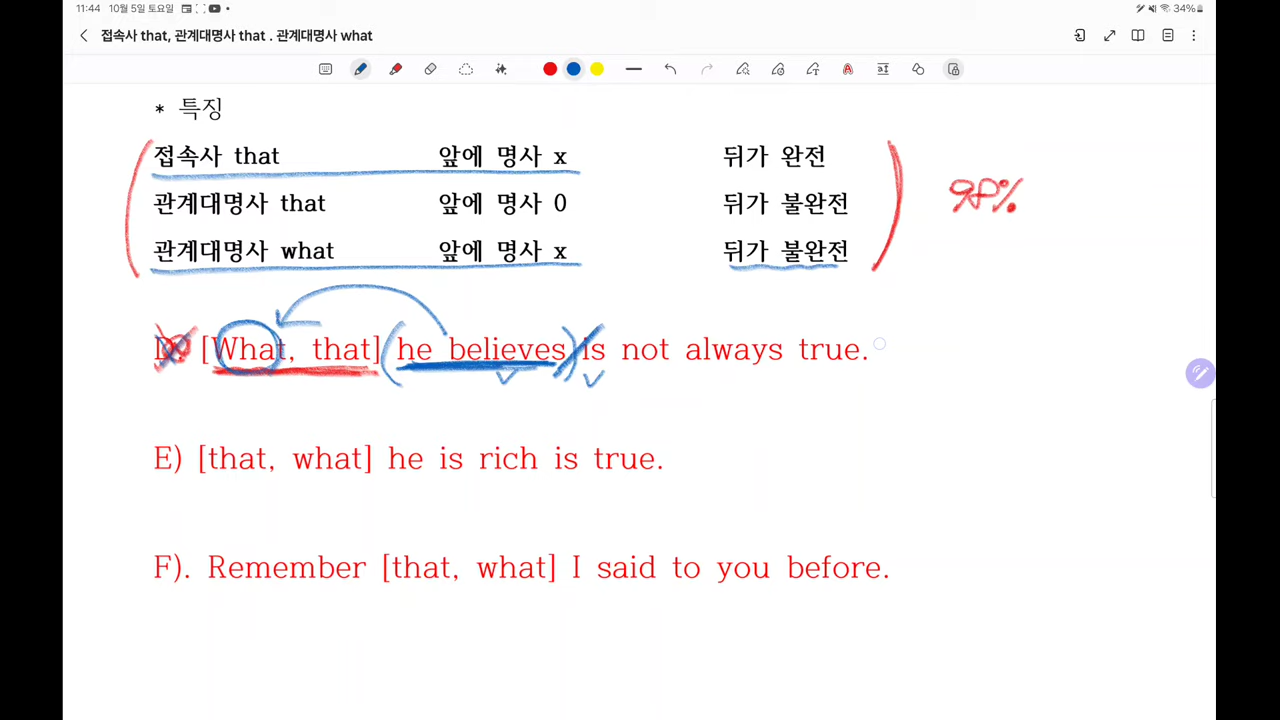 11:44 10월 5일 토요일 34%
접속사 that, 관계대명사 that . 관계대명사 what
* 특징
접속사 that 앞에 명사 x 뒤가 완전
관계대명사 that 앞에 명사 0 뒤가 불완전
관계대명사 what 앞에 명사 x 뒤가 불완전
98%
[What, that] he believes is not always true.
E) [that, what] he is rich is true.
F). Remember [that, what] I said to you before.